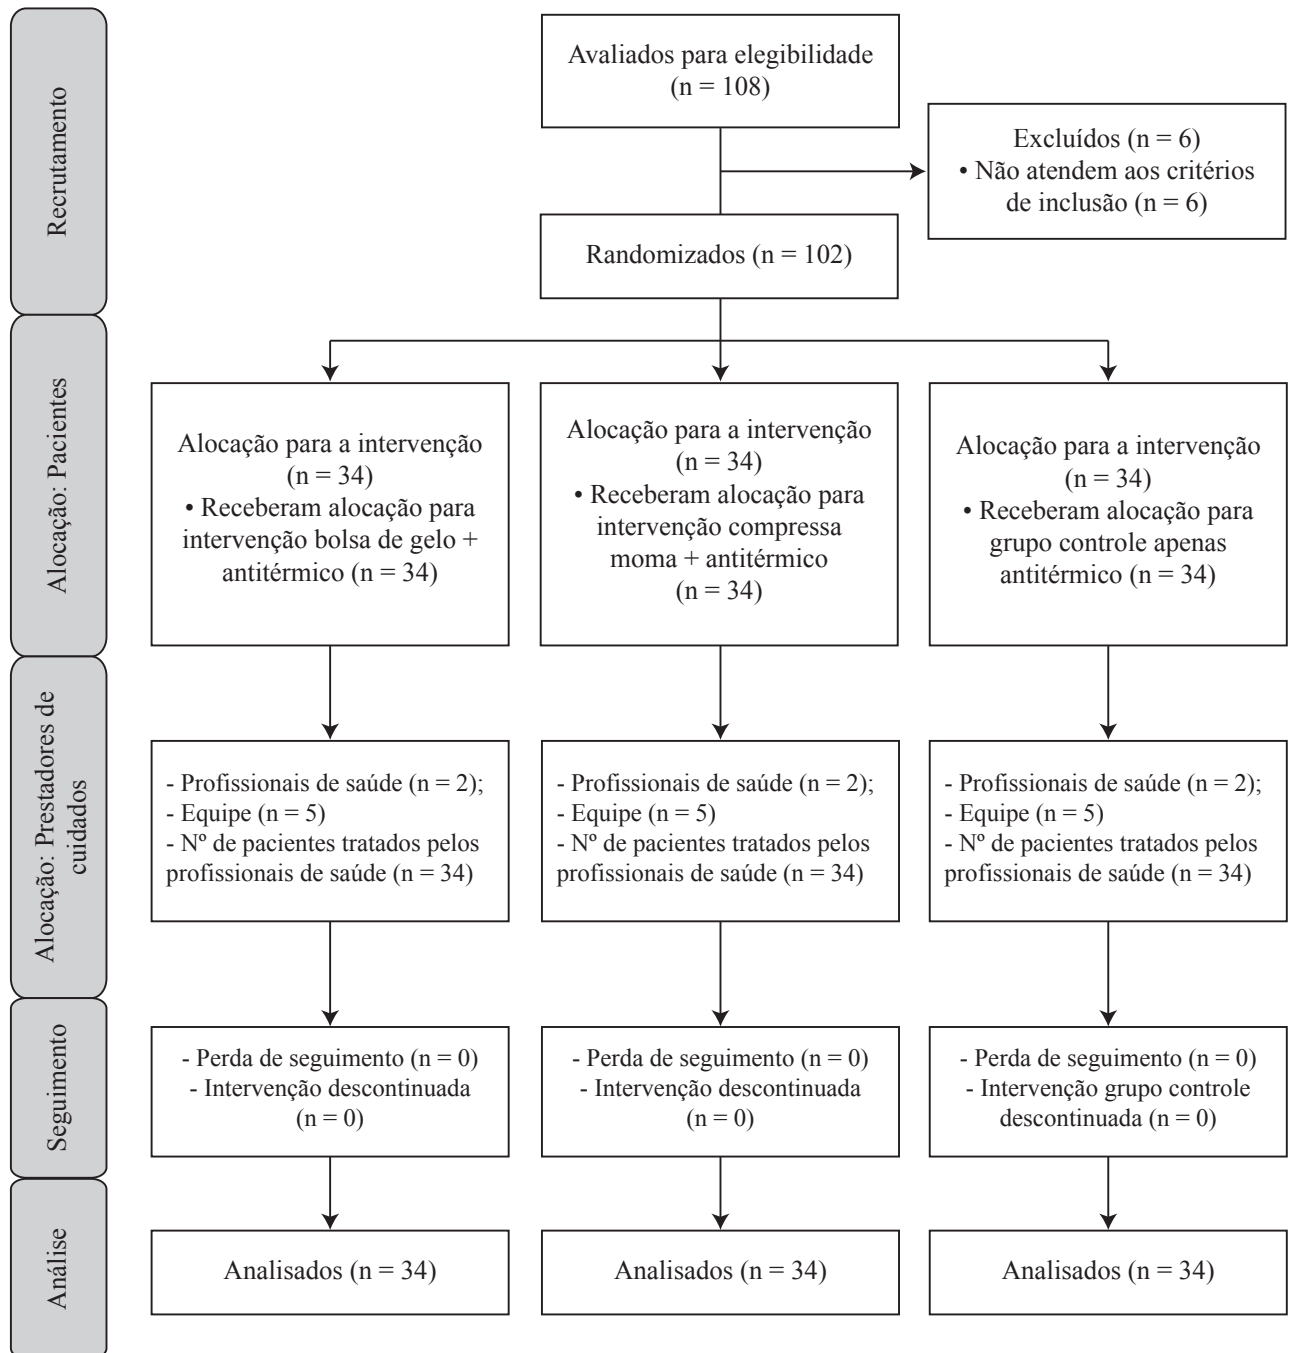 Recrutamento
Avaliados para elegibilidade
(n = 108)
Excluídos (n = 6)
• Não atendem aos critérios
de inclusão (n = 6)
Randomizados (n = 102)
Alocação: Pacientes
Alocação para a intervenção
(n = 34)
• Receberam alocação para
intervenção bolsa de gelo +
antitérmico (n = 34)
Alocação para a intervenção
(n = 34)
• Receberam alocação para
intervenção compressa
moma + antitérmico
(n = 34)
Alocação para a intervenção
(n = 34)
• Receberam alocação para
grupo controle apenas
antitérmico (n = 34)
Alocação: Prestadores de
cuidados
- Profissionais de saúde (n = 2);
- Equipe (n = 5)
- Nº de pacientes tratados pelos
profissionais de saúde (n = 34)
- Profissionais de saúde (n = 2);
- Equipe (n = 5)
- Nº de pacientes tratados pelos
profissionais de saúde (n = 34)
- Profissionais de saúde (n = 2);
- Equipe (n = 5)
- Nº de pacientes tratados pelos
profissionais de saúde (n = 34)
Seguimento
- Perda de seguimento (n = 0)
- Intervenção descontinuada
(n = 0)
- Perda de seguimento (n = 0)
- Intervenção descontinuada
(n = 0)
- Perda de seguimento (n = 0)
- Intervenção grupo controle
descontinuada (n = 0)
Análise
Analisados (n = 34)
Analisados (n = 34)
Analisados (n = 34)